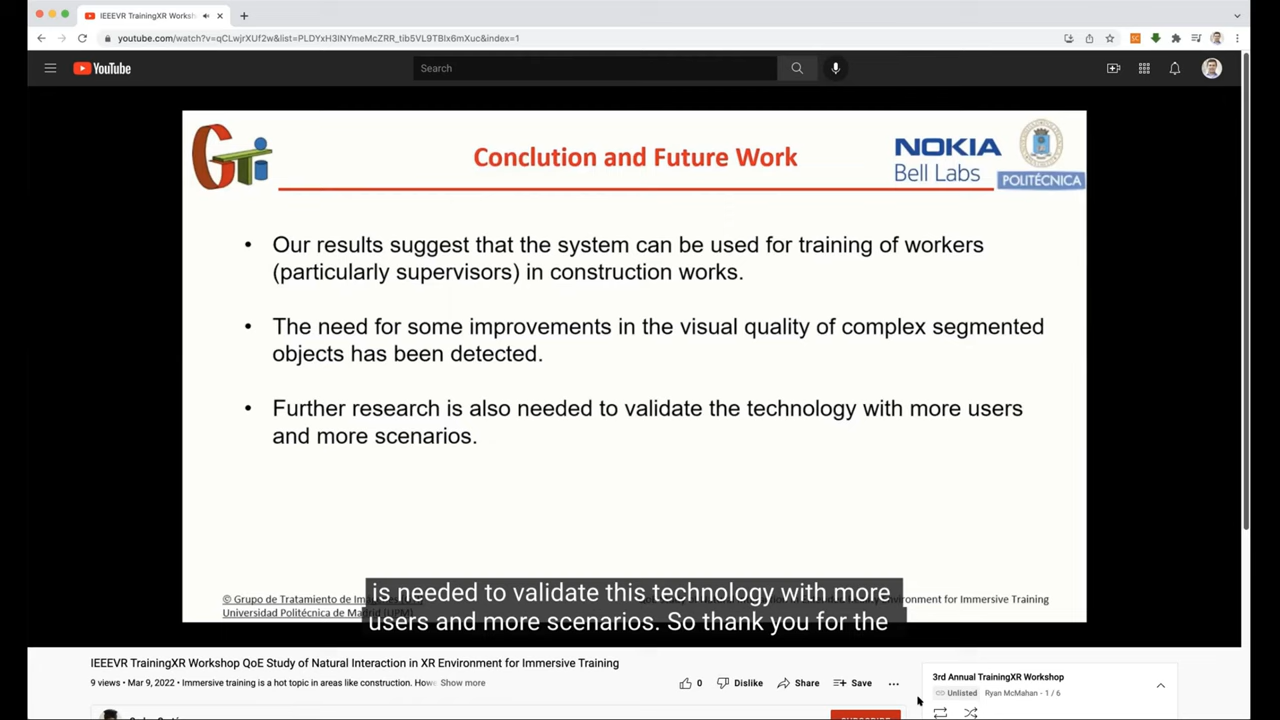 IEEEVR TrainingXR Worksh
youtube.com/watch?v=qCLwjrXUf2w&list=PLDYxH3INYmeMcZRR_tib5VL9TBlx6mXuc&index=1
YouTube
Search
GTi
Conclution and Future Work
NOKIA
Bell Labs
POLITÉCNICA
• Our results suggest that the system can be used for training of workers
(particularly supervisors) in construction works.
• The need for some improvements in the visual quality of complex segmented
objects has been detected.
• Further research is also needed to validate the technology with more users
and more scenarios.
© Grupo de Tratamiento de
Universidad Politécnica de Madrid (UPM)
Environment for Immersive Training
is needed to validate this technology with more
users and more scenarios. So thank you for the
IEEEVR TrainingXR Workshop QoE Study of Natural Interaction in XR Environment for Immersive Training
9 views • Mar 9, 2022 • Immersive training is a hot topic in areas like construction. Show more
0 Dislike Share Save
3rd Annual TrainingXR Workshop
Unlisted Ryan McMahan - 1 / 6